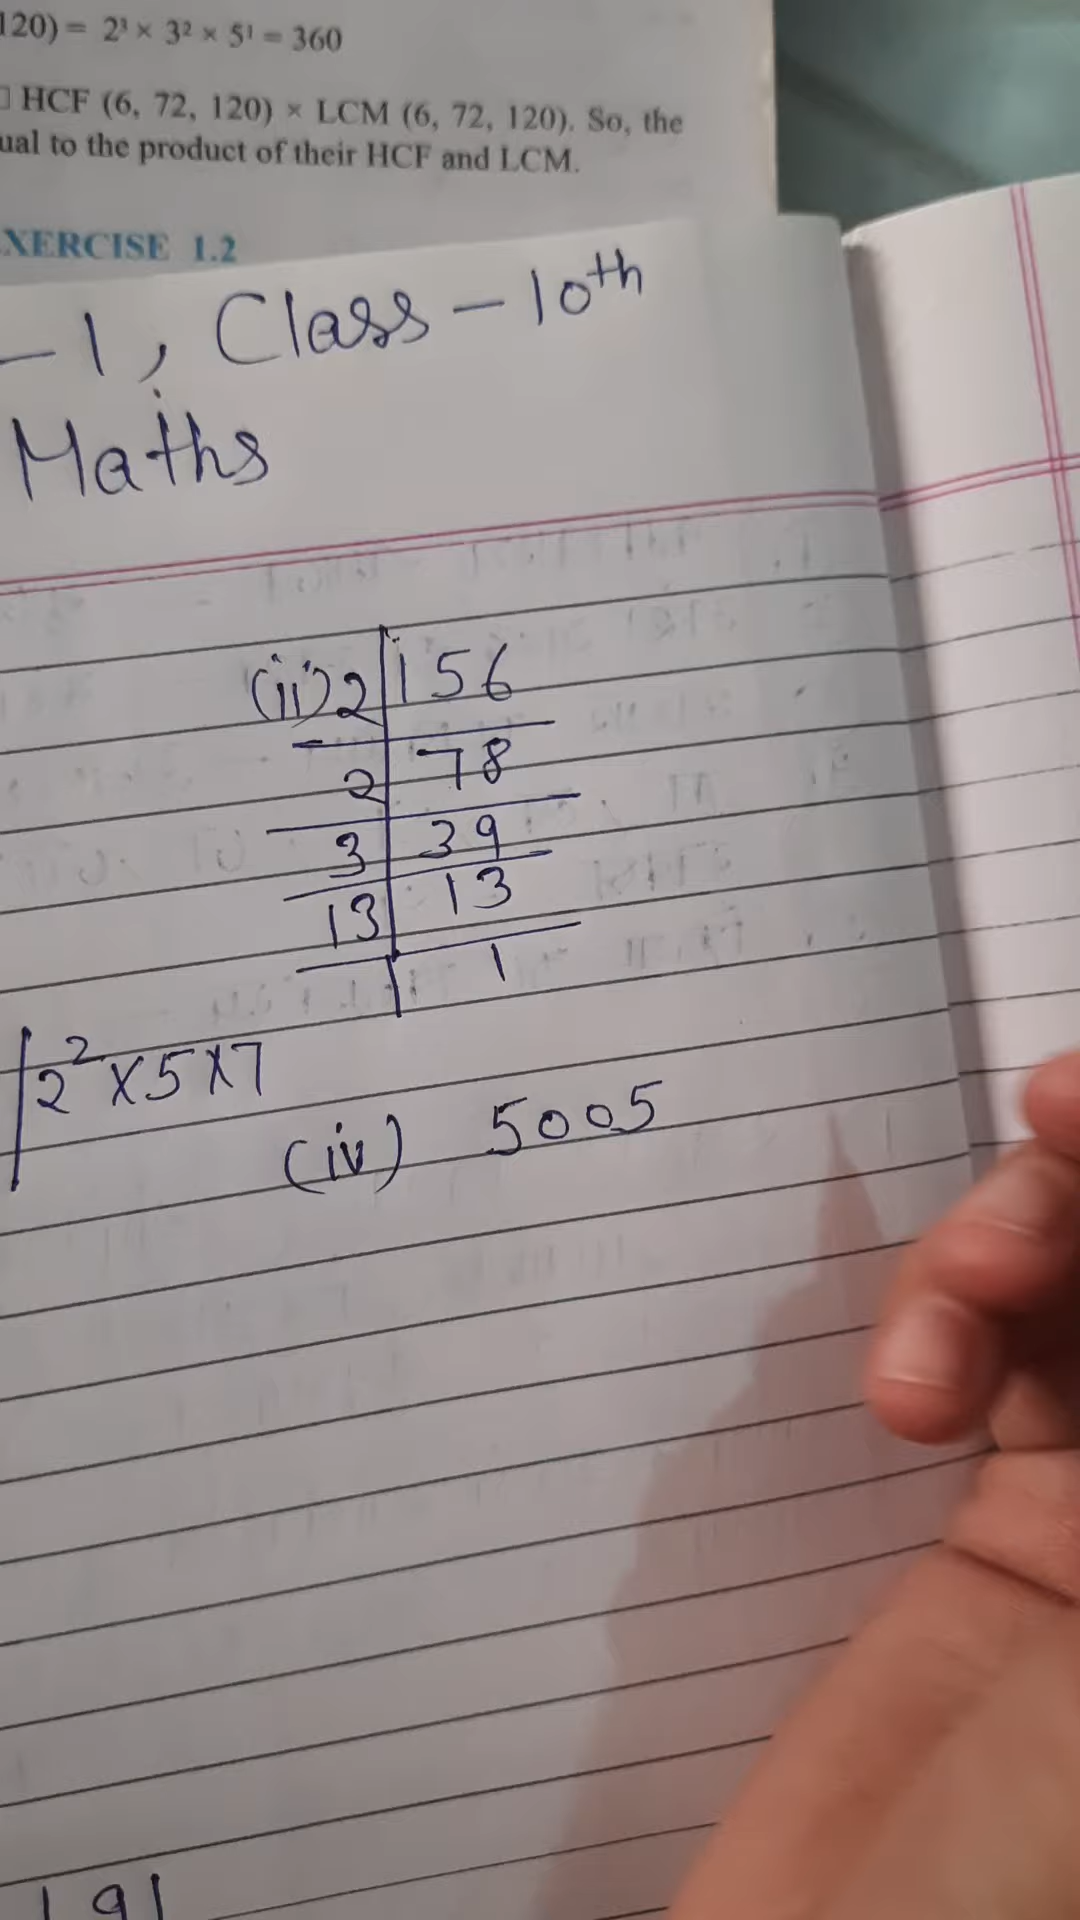 120) = 2³ × 3² × 5¹ = 360
HCF (6, 72, 120) × LCM (6, 72, 120). So, the
ual to the product of their HCF and LCM.
XERCISE 1.2
- 1, Class - 10th
Maths
(ii) 2 | 156
2 | 78
3 | 39
13 | 13
| 1
2² × 5 × 7
(iv) 5005